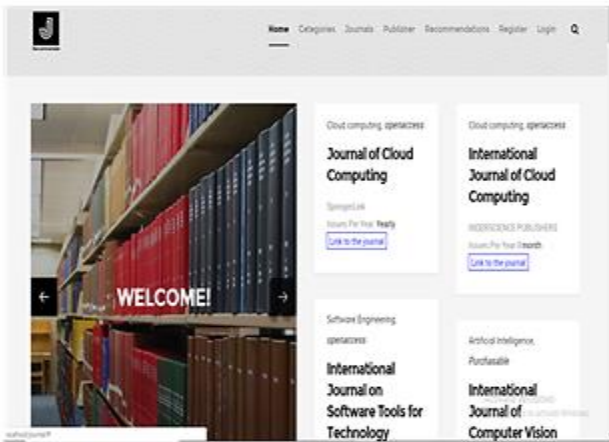 Home Categories Journals Publisher Recommendations Register Login
WELCOME!
Cloud computing, openaccess
Journal of Cloud
Computing
SpringerLink
Issues Per Year Yearly
Link to the journal
Cloud computing, openaccess
International
Journal of Cloud
Computing
INDERSCIENCE PUBLISHERS
Issues Per Year
month
Link to the journal
Software Engineering,
openaccess
International
Journal on
Software Tools for
Technology
Artificial Intelligence,
Purchasable
International
Journal of
Computer Vision